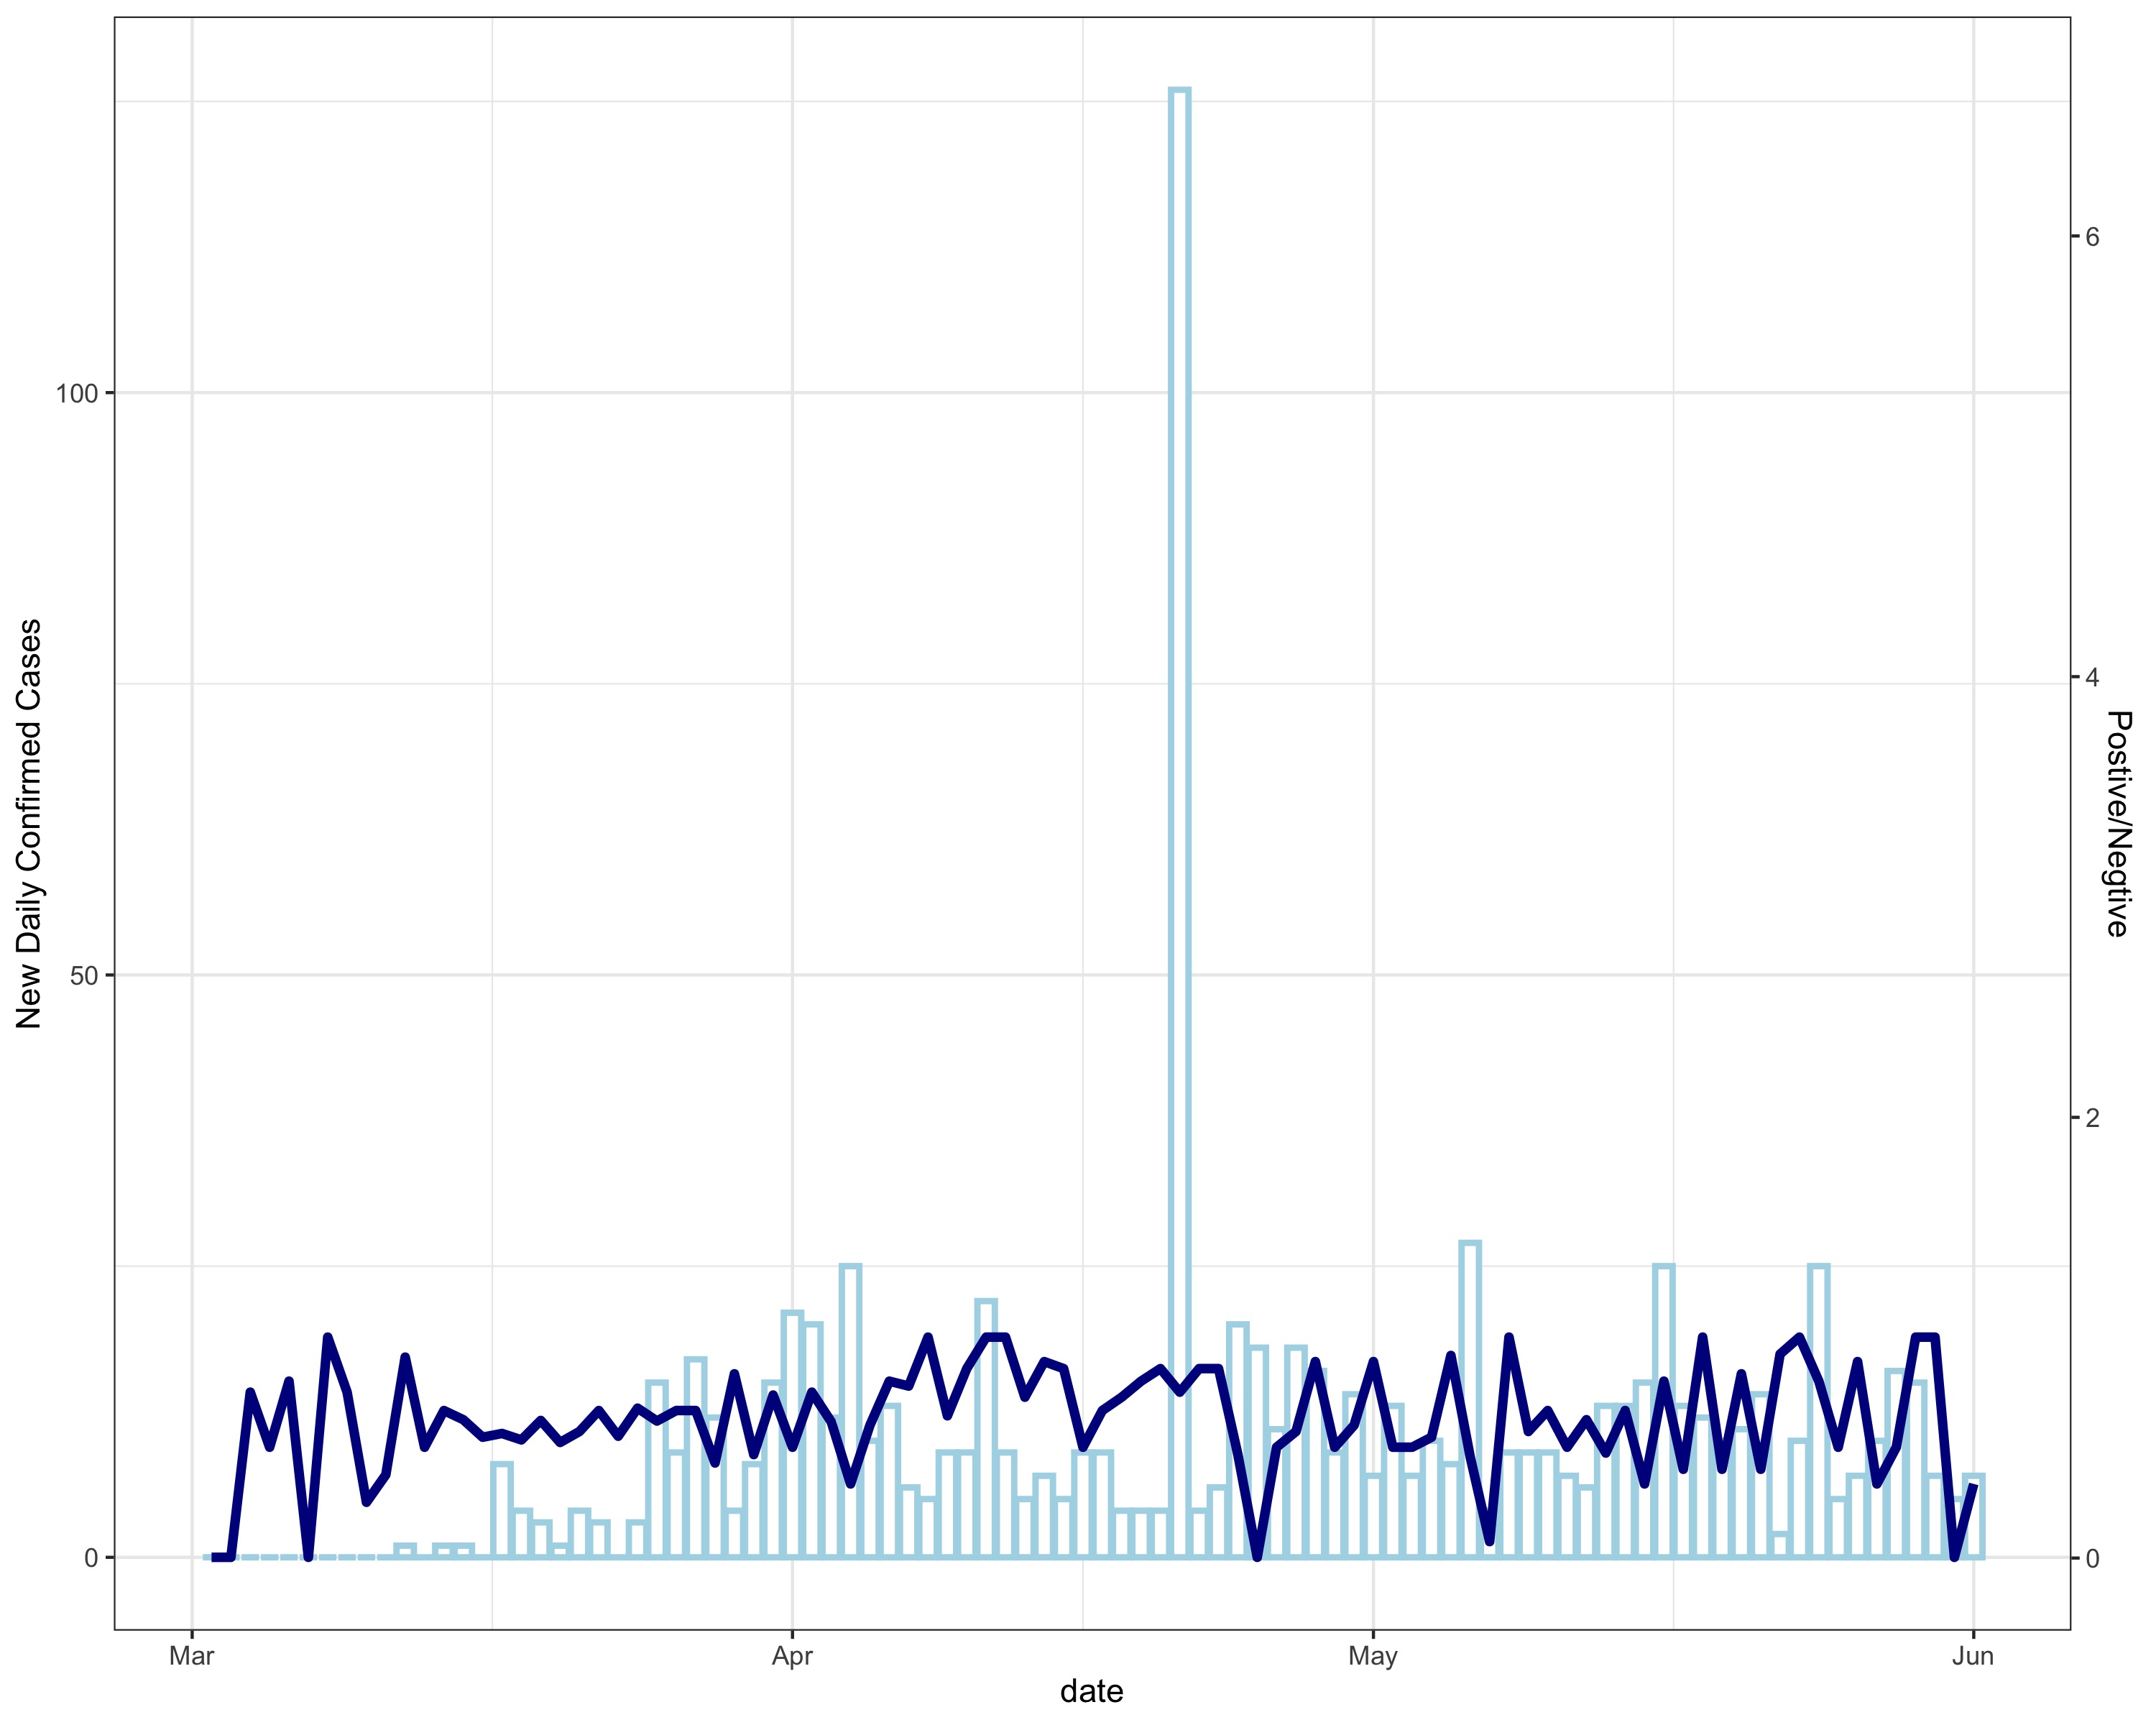 New Daily Confirmed Cases
100
50
0
6
4
2
0
Postive/Negtive
Mar
Apr
May
Jun
date